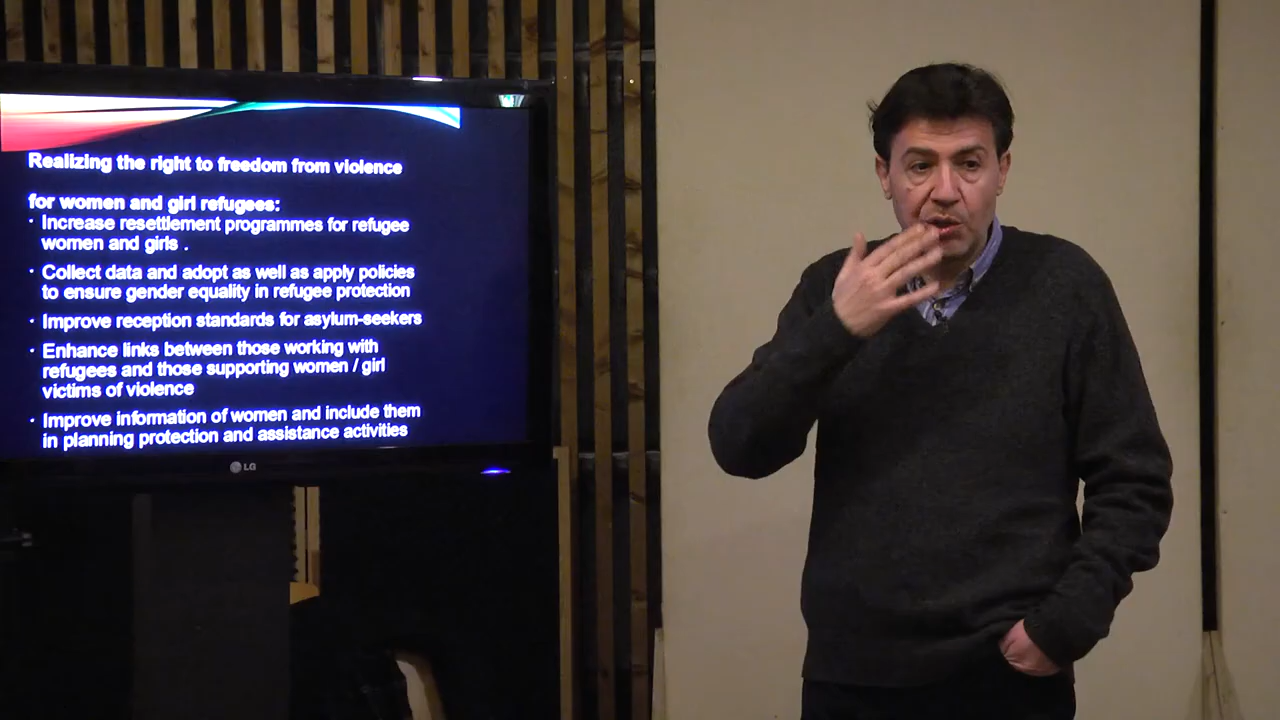 Realizing the right to freedom from violence
for women and girl refugees:
· Increase resettlement programmes for refugee
women and girls .
· Collect data and adopt as well as apply policies
to ensure gender equality in refugee protection
· Improve reception standards for asylum-seekers
· Enhance links between those working with
refugees and those supporting women / girl
victims of violence
· Improve information of women and include them
in planning protection and assistance activities
LG